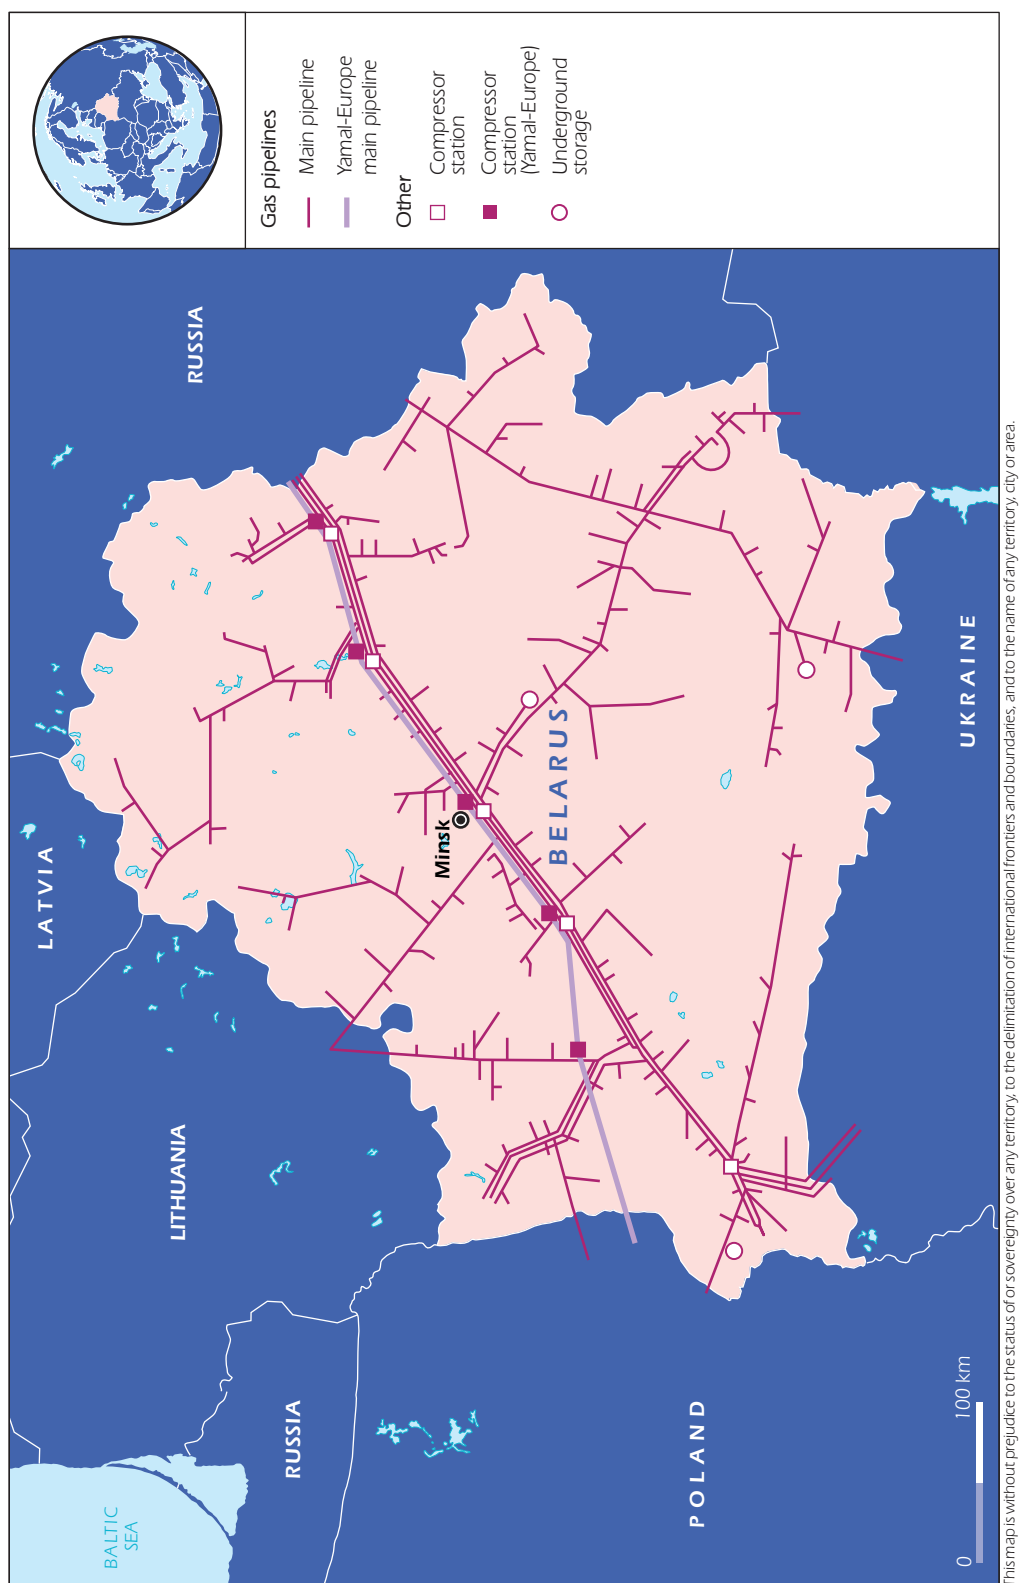 Gas pipelines
Main pipeline
Yamal-Europe
main pipeline
Other
Compressor
station
Compressor
station
(Yamal-Europe)
Underground
storage
RUSSIA
LATVIA
LITHUANIA
Minsk
BELARUS
UKRAINE
RUSSIA
POLAND
BALTIC
SEA
0 100 km
This map is without prejudice to the status of or sovereignty over any territory, to the delimitation of international frontiers and boundaries, and to the name of any territory, city or area.